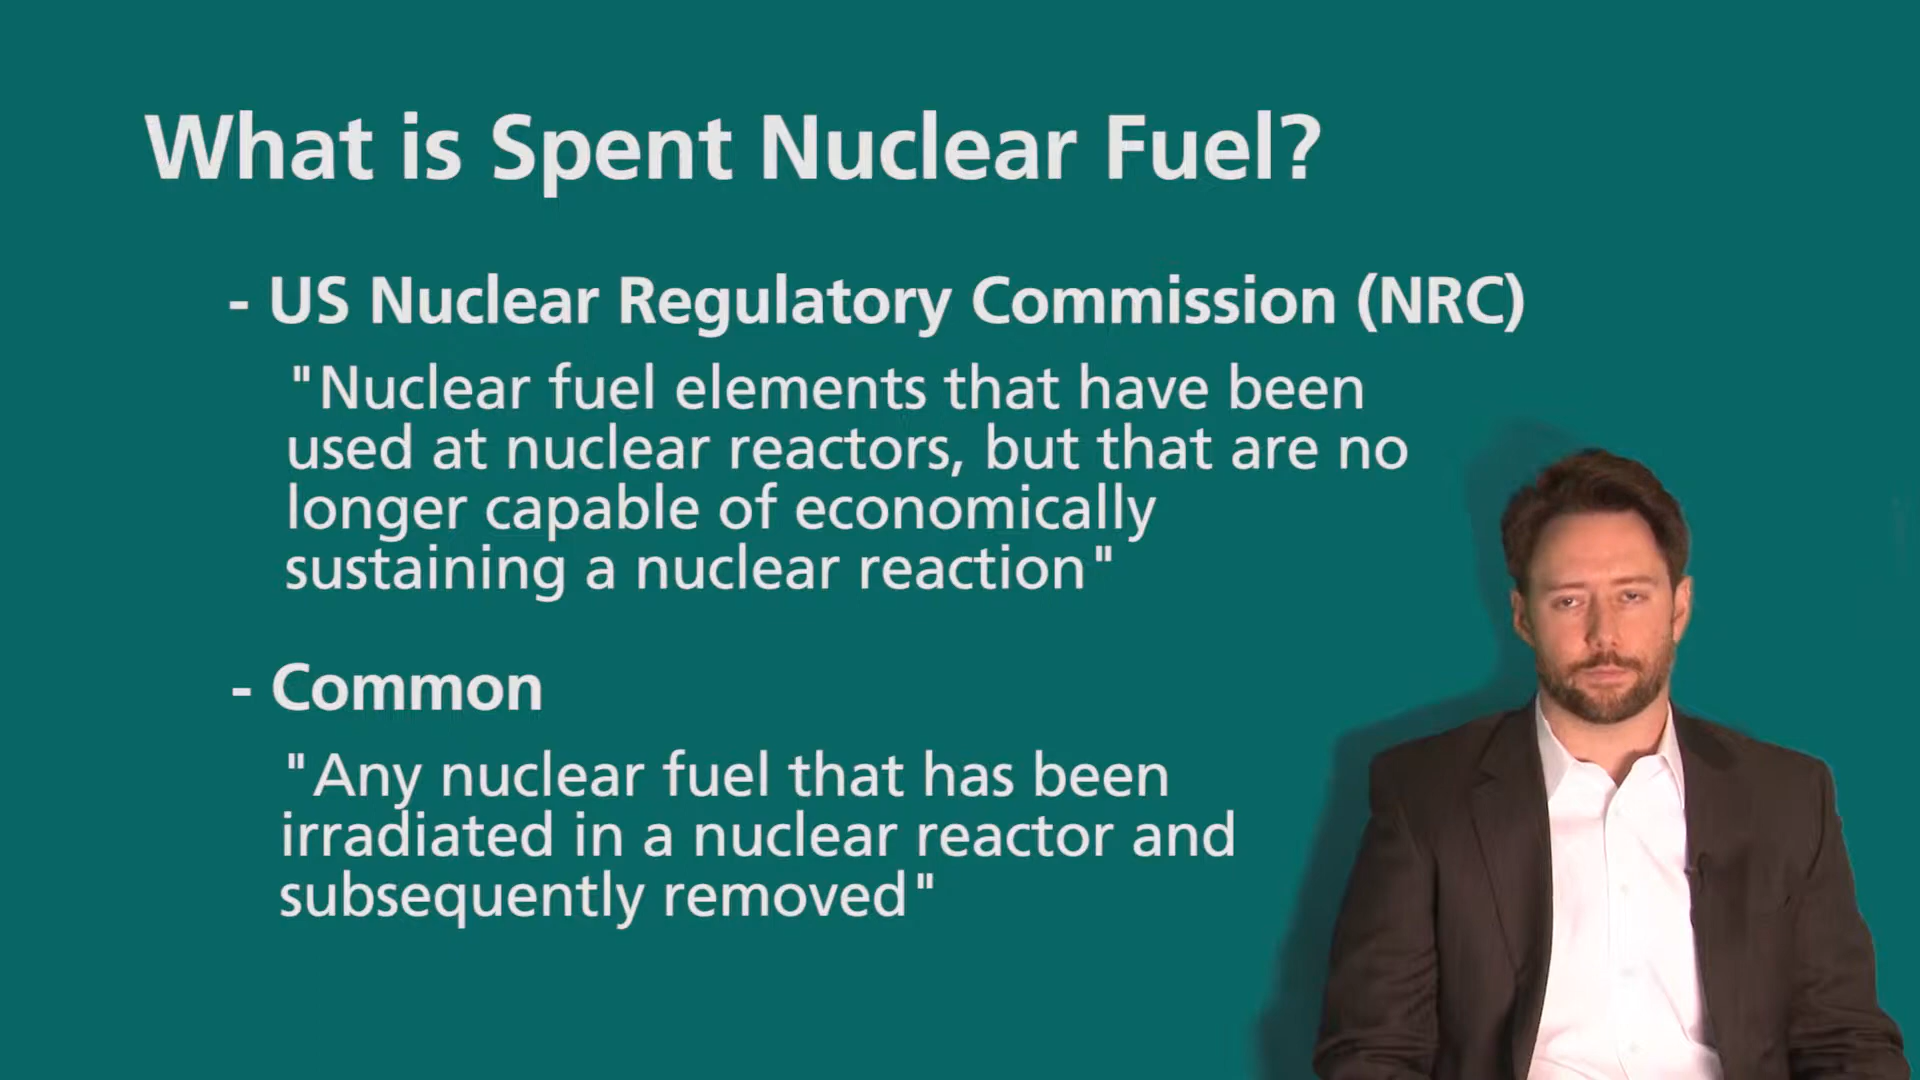 What is Spent Nuclear Fuel?
- US Nuclear Regulatory Commission (NRC)
"Nuclear fuel elements that have been
used at nuclear reactors, but that are no
longer capable of economically
sustaining a nuclear reaction"
- Common
"Any nuclear fuel that has been
irradiated in a nuclear reactor and
subsequently removed"